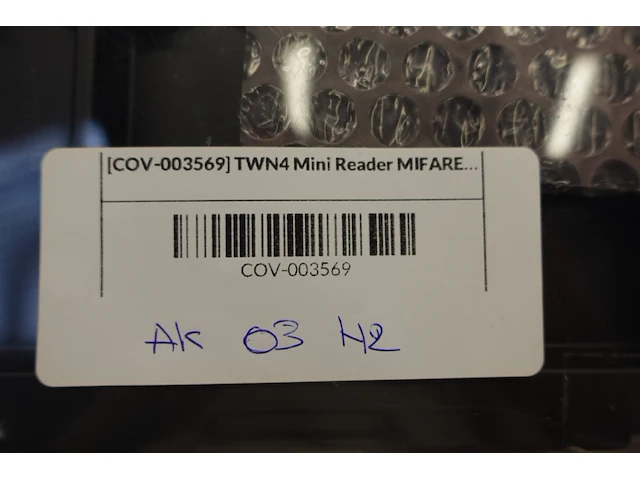 [COV-003569] TWN4 Mini Reader MIFARE...
COV-003569
AK 03 H2